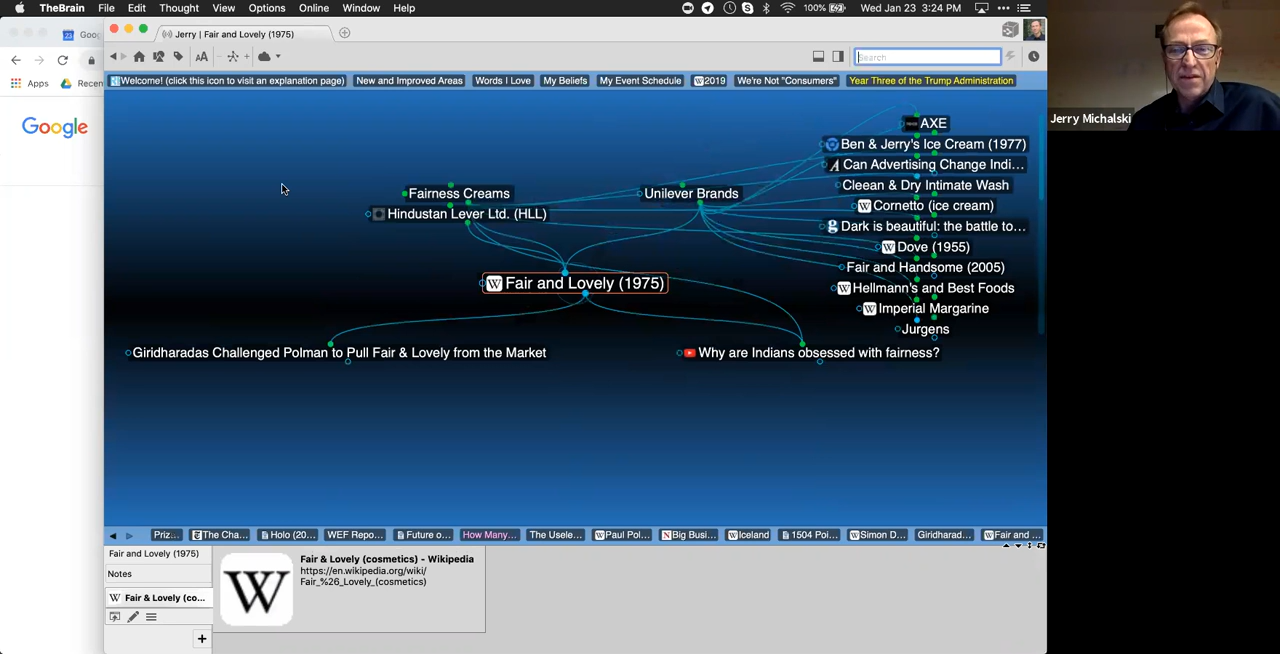 TheBrain File Edit Thought View Options Online Window Help 100% Wed Jan 23 3:24 PM
Goo
Jerry | Fair and Lovely (1975)
Search
Apps Recen
Welcome! (click this icon to visit an explanation page) New and Improved Areas Words I Love My Beliefs My Event Schedule 2019 We're Not "Consumers" Year Three of the Trump Administration
Google
Jerry Michalski
AXE
Ben & Jerry's Ice Cream (1977)
Can Advertising Change Indi...
Cleean & Dry Intimate Wash
Cornetto (ice cream)
Dark is beautiful: the battle to...
Dove (1955)
Fair and Handsome (2005)
Hellmann's and Best Foods
Imperial Margarine
Jurgens
Fairness Creams
Unilever Brands
Hindustan Lever Ltd. (HLL)
Fair and Lovely (1975)
Giridharadas Challenged Polman to Pull Fair & Lovely from the Market
Why are Indians obsessed with fairness?
Priz... The Cha... Holo (20... WEF Repo... Future o... How Many... The Usele... Paul Pol... Big Busi... Iceland 1504 Poi... Simon D... Giridharad... Fair and ...
Fair and Lovely (1975)
Notes
Fair & Lovely (co...
Fair & Lovely (cosmetics) - Wikipedia
https://en.wikipedia.org/wiki/
Fair_%26_Lovely_(cosmetics)